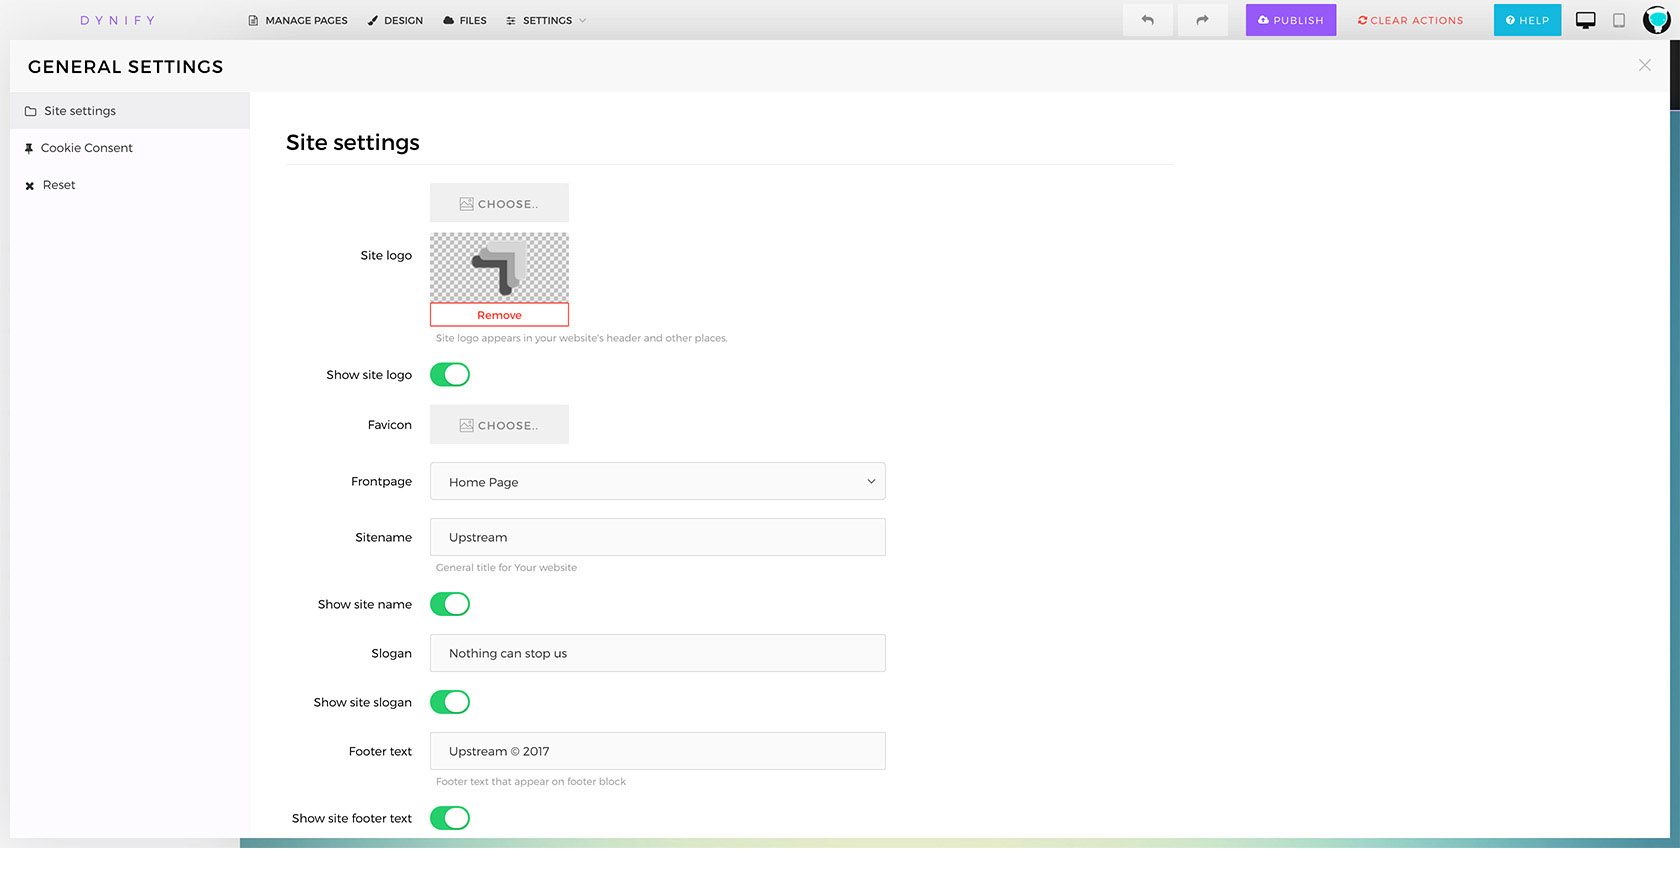 DYNIFY
MANAGE PAGES
DESIGN
FILES
SETTINGS
PUBLISH
CLEAR ACTIONS
HELP
GENERAL SETTINGS
Site settings
Cookie Consent
Reset
Site settings
CHOOSE..
Site logo
Remove
Site logo appears in your website's header and other places.
Show site logo
Favicon
CHOOSE..
Frontpage
Home Page
Sitename
Upstream
General title for Your website
Show site name
Slogan
Nothing can stop us
Show site slogan
Footer text
Upstream © 2017
Footer text that appear on footer block
Show site footer text